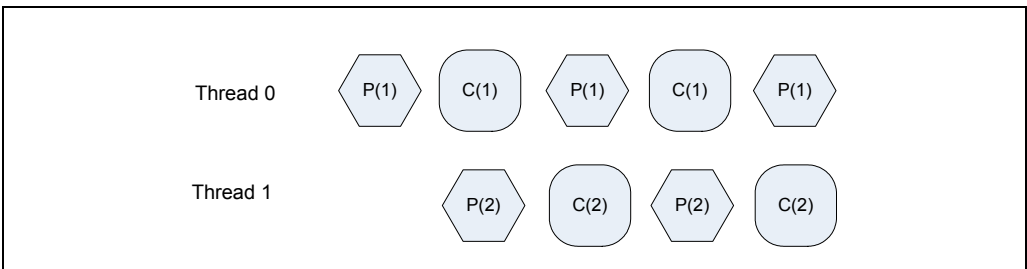 Thread 0 P(1) C(1) P(1) C(1) P(1)
Thread 1 P(2) C(2) P(2) C(2)